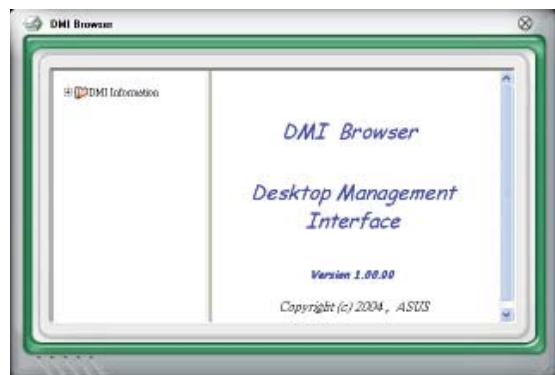 DMI Browser
DMI Information
DMI Browser
Desktop Management
Interface
Version 1.00.00
Copyright (c) 2004, ASUS